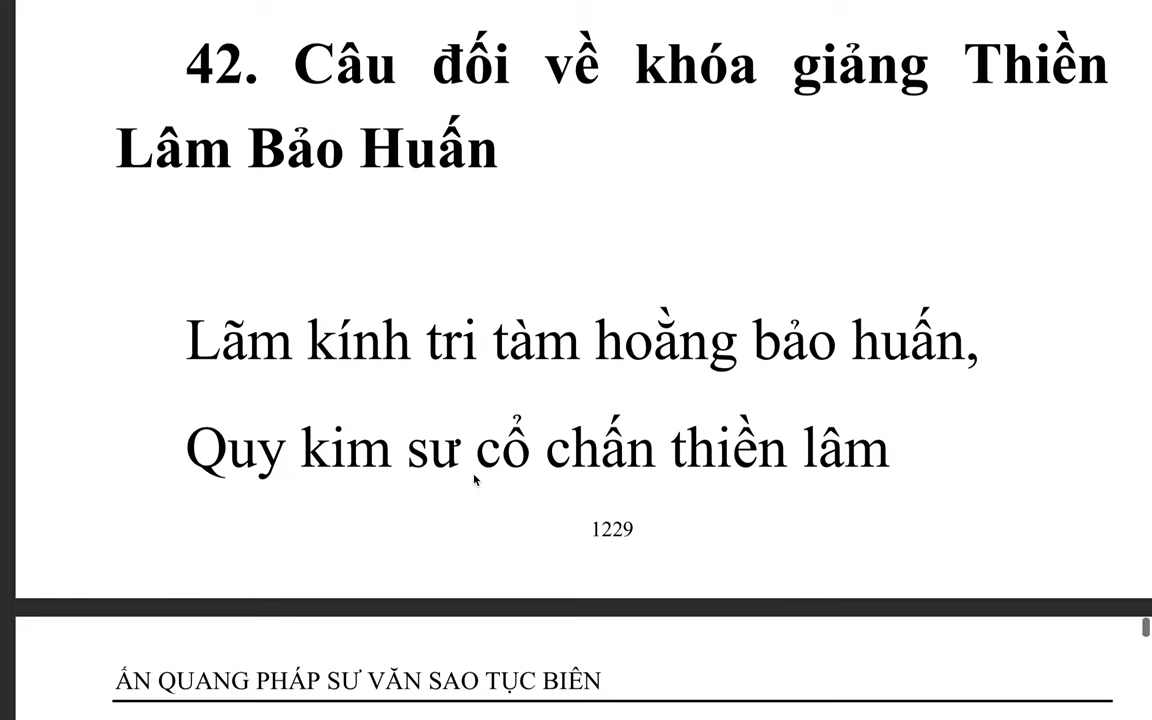 42. Câu đối về khóa giảng Thiền
Lâm Bảo Huấn
Lãm kính tri tàm hoằng bảo huấn,
Quy kim sư cổ chấn thiền lâm
1229
ẤN QUANG PHÁP SƯ VĂN SAO TỤC BIÊN